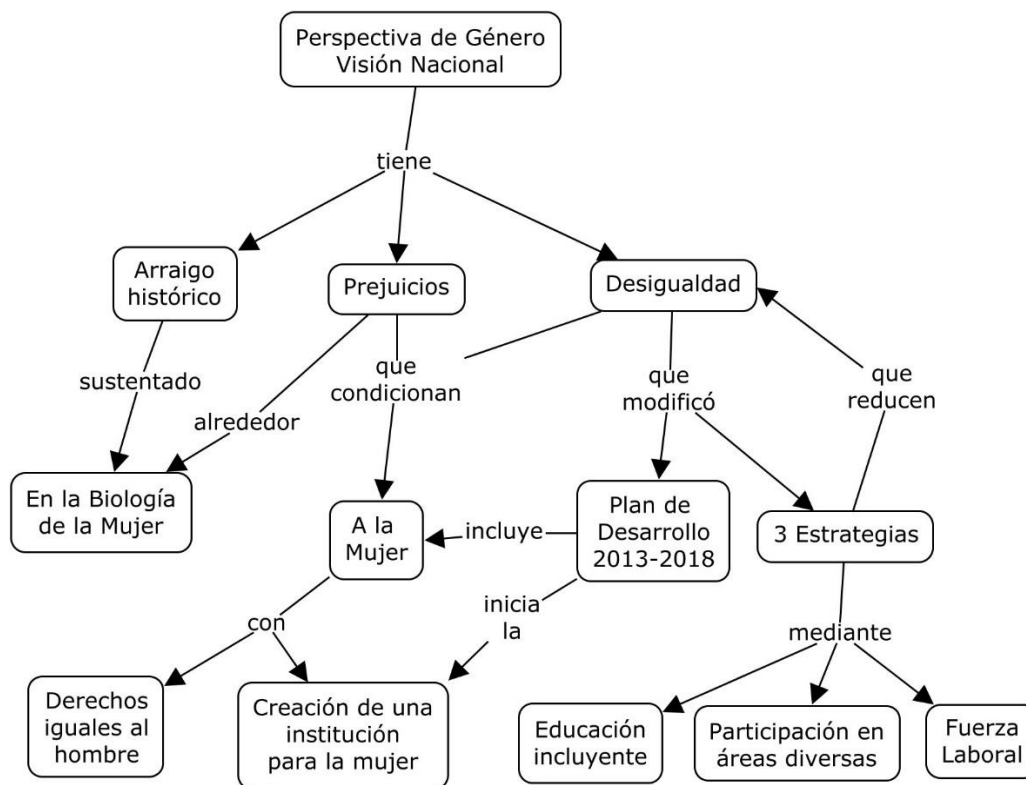 Perspectiva de Género
Visión Nacional
tiene
Arraigo
histórico
Prejuicios
Desigualdad
sustentado
alrededor
que
condicionan
que
modificó
que
reducen
En la Biología
de la Mujer
A la
Mujer
incluye
Plan de
Desarrollo
2013-2018
3 Estrategias
con
inicia
la
mediante
Derechos
iguales al
hombre
Creación de una
institución
para la mujer
Educación
incluyente
Participación en
áreas diversas
Fuerza
Laboral